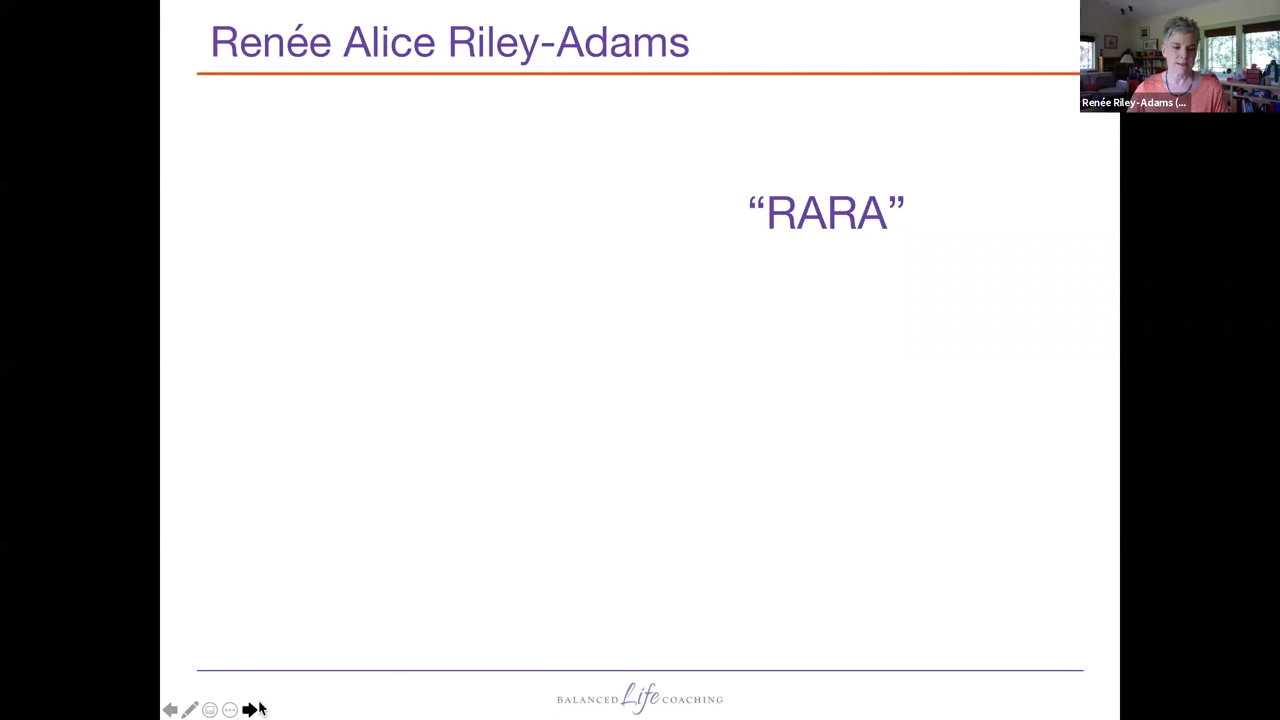 Renée Alice Riley-Adams
Renée Riley-Adams (...
“RARA”
BALANCED Life COACHING